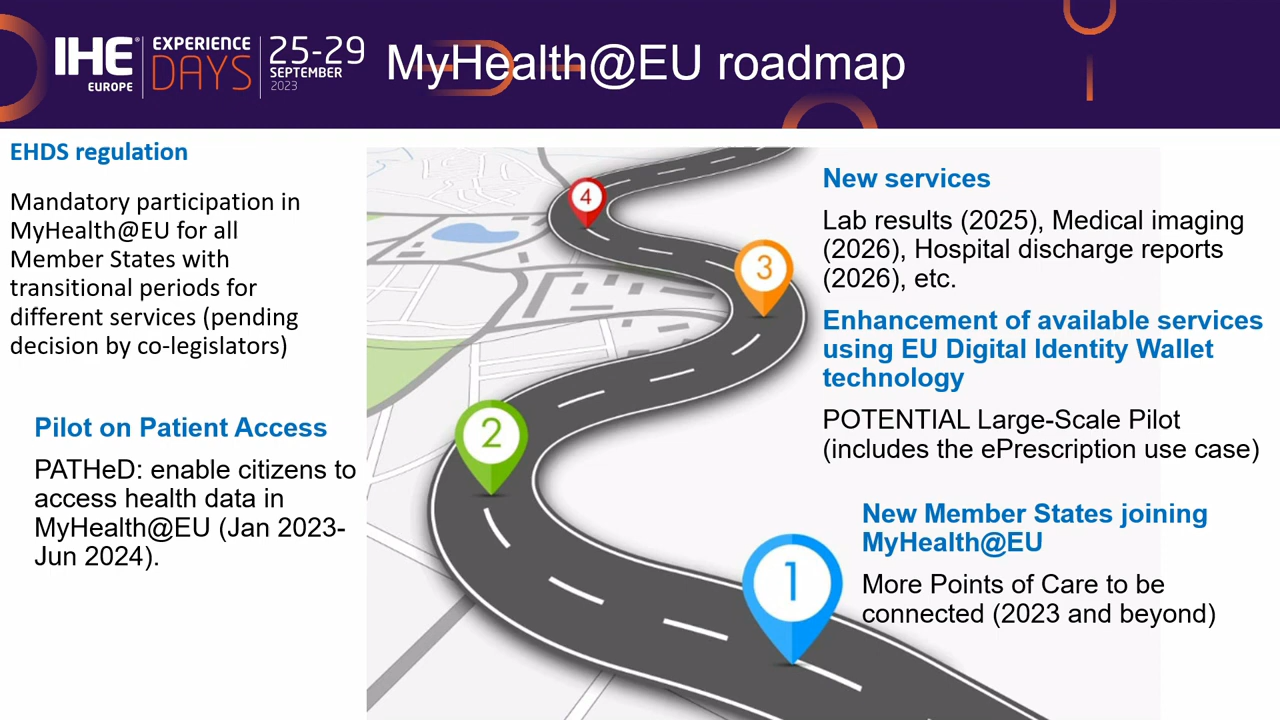 IHE
EUROPE
EXPERIENCE
DAYS
25-29
SEPTEMBER
2023
MyHealth@EU roadmap
EHDS regulation
Mandatory participation in
MyHealth@EU for all
Member States with
transitional periods for
different services (pending
decision by co-legislators)
Pilot on Patient Access
PATHeD: enable citizens to
access health data in
MyHealth@EU (Jan 2023-
Jun 2024).
4
3
2
1
New services
Lab results (2025), Medical imaging
(2026), Hospital discharge reports
(2026), etc.
Enhancement of available services
using EU Digital Identity Wallet
technology
POTENTIAL Large-Scale Pilot
(includes the ePrescription use case)
New Member States joining
MyHealth@EU
More Points of Care to be
connected (2023 and beyond)